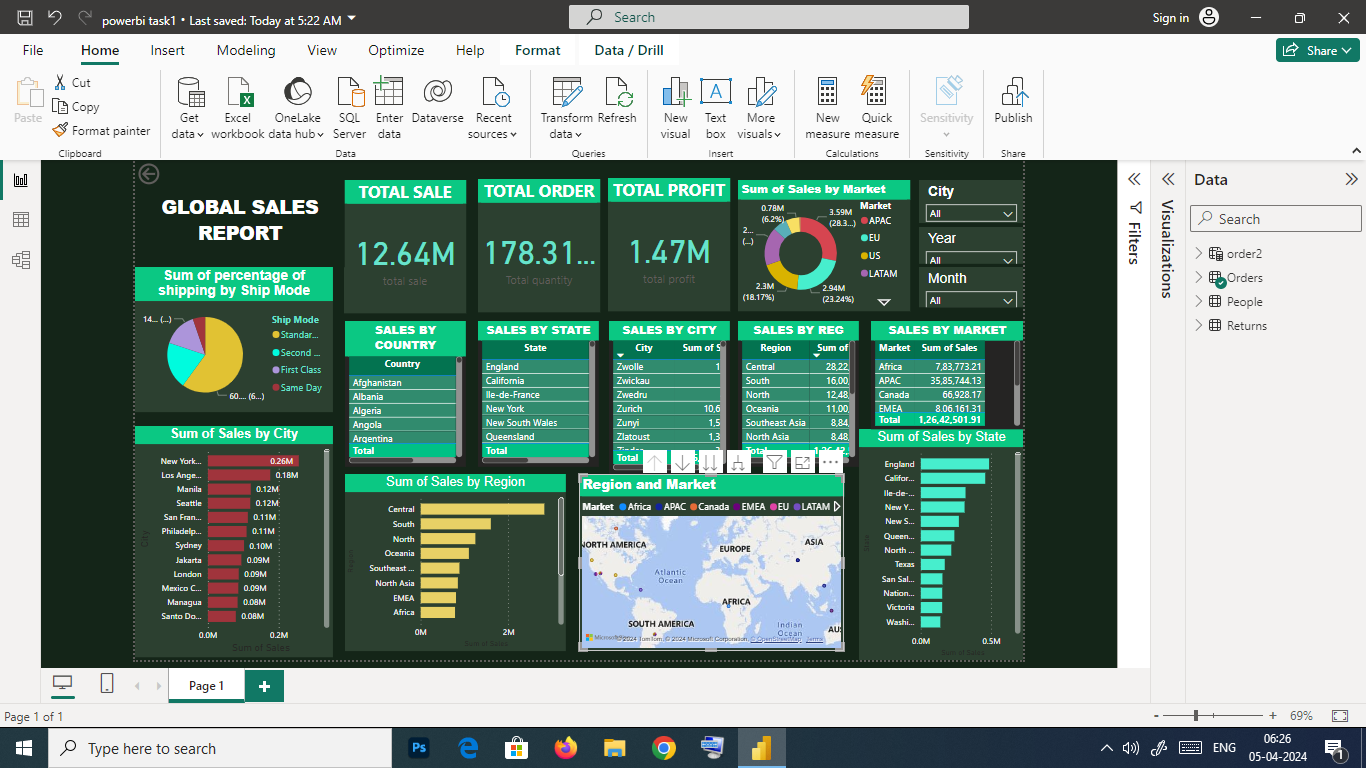 powerbi task1 • Last saved: Today at 5:22 AM
Search
Sign in
File Home Insert Modeling View Optimize Help Format Data / Drill
Share
Paste
Cut
Copy
Format painter
Clipboard
Get data
Excel workbook
OneLake data hub
SQL Server
Enter data
Dataverse
Recent sources
Data
Transform data
Refresh
Queries
New visual
Text box
More visuals
Insert
New measure
Quick measure
Calculations
Sensitivity
Sensitivity
Publish
Share
GLOBAL SALES
REPORT
TOTAL SALE
12.64M
total sale
TOTAL ORDER
178.31...
Total quantity
TOTAL PROFIT
1.47M
total profit
Sum of Sales by Market
0.78M
(6.2%)
3.59M
(28.3...)
2...
(...)
2.3M
(18.17%)
2.94M
(23.24%)
Market
APAC
EU
US
LATAM
City
All
Year
All
Month
All
Sum of percentage of
shipping by Ship Mode
14... (...)
60.... (6...)
Ship Mode
Standar...
Second ...
First Class
Same Day
SALES BY
COUNTRY
Country
Afghanistan
Albania
Algeria
Angola
Argentina
Total
SALES BY STATE
State
England
California
Ile-de-France
New York
New South Wales
Queensland
Total
SALES BY CITY
City Sum of S
Zwolle 1
Zwickau
Zwedru
Zurich 10,6
Zunyi 1,5
Zlatoust 1,3
Total
SALES BY REG
Region Sum of
Central 28,22,
South 16,00,
North 12,48,
Oceania 11,00,
Southeast Asia 8,84,
North Asia 8,48,
Total
SALES BY MARKET
Market Sum of Sales
Africa 7,83,773.21
APAC 35,85,744.13
Canada 66,928.17
EMEA 8,06,161.31
Total 1,26,42,501.91
Sum of Sales by City
New York... 0.26M
Los Ange... 0.18M
Manila 0.12M
Seattle 0.12M
San Fran... 0.11M
Philadelp... 0.11M
Sydney 0.10M
Jakarta 0.09M
London 0.09M
Mexico C... 0.09M
Managua 0.08M
Santo Do... 0.08M
0.0M 0.2M
Sum of Sales
City
Sum of Sales by Region
Central
South
North
Oceania
Southeast ...
North Asia
EMEA
Africa
0M 2M
Sum of Sales
Region and Market
Market Africa APAC Canada EMEA EU LATAM
NORTH AMERICA
EUROPE
ASIA
Atlantic
Ocean
AFRICA
SOUTH AMERICA
Indian
Ocean
AUS
© 2024 TomTom, © 2024 Microsoft Corporation, © OpenStreetMap Terms
Sum of Sales by State
England
Califor...
Ile-de-...
New Y...
New S...
Queen...
North ...
Texas
San Sal...
Nation...
Victoria
Washi...
0.0M 0.5M
Sum of Sales
Filters
Visualizations
Data
Search
order2
Orders
People
Returns
Page 1
Page 1 of 1
69%
Type here to search
Ps
ENG
06:26
05-04-2024
1